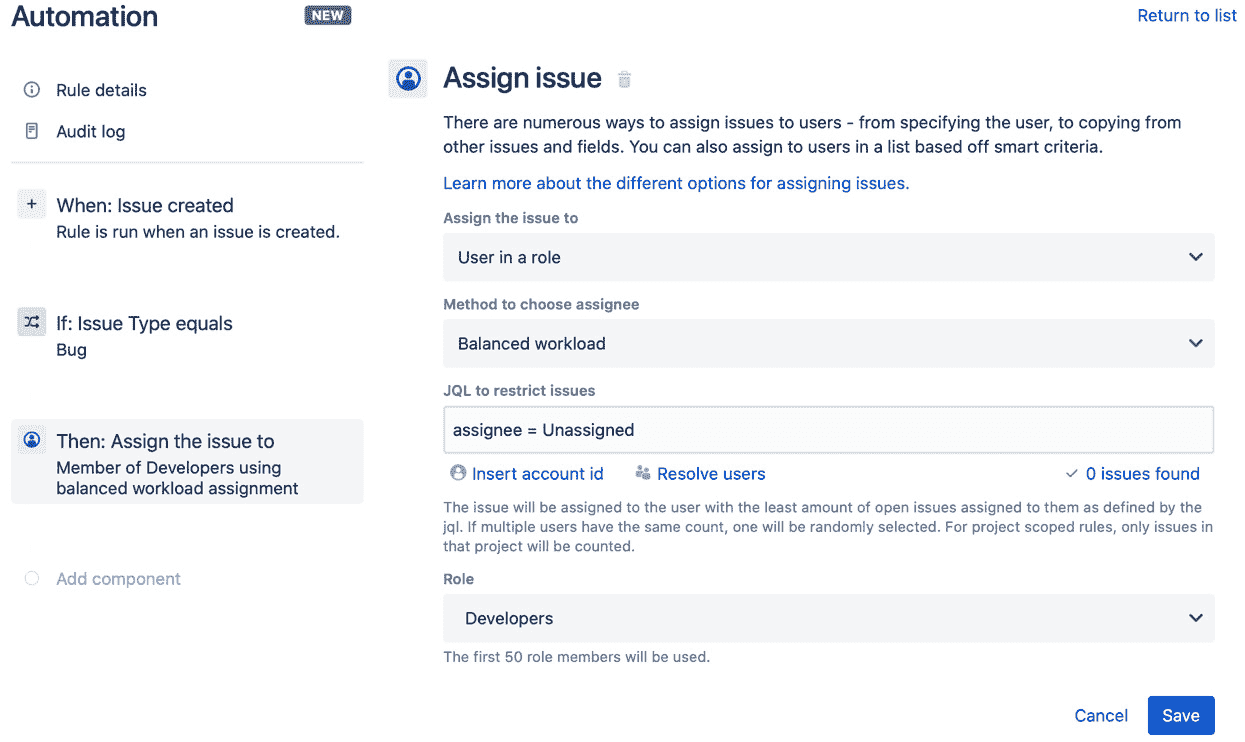 Automation
NEW
Return to list
Rule details
Audit log
When: Issue created
Rule is run when an issue is created.
If: Issue Type equals
Bug
Then: Assign the issue to
Member of Developers using
balanced workload assignment
Add component
Assign issue
There are numerous ways to assign issues to users - from specifying the user, to copying from
other issues and fields. You can also assign to users in a list based off smart criteria.
Learn more about the different options for assigning issues.
Assign the issue to
User in a role
Method to choose assignee
Balanced workload
JQL to restrict issues
assignee = Unassigned
Insert account id
Resolve users
0 issues found
The issue will be assigned to the user with the least amount of open issues assigned to them as defined by the
jql. If multiple users have the same count, one will be randomly selected. For project scoped rules, only issues in
that project will be counted.
Role
Developers
The first 50 role members will be used.
Cancel
Save